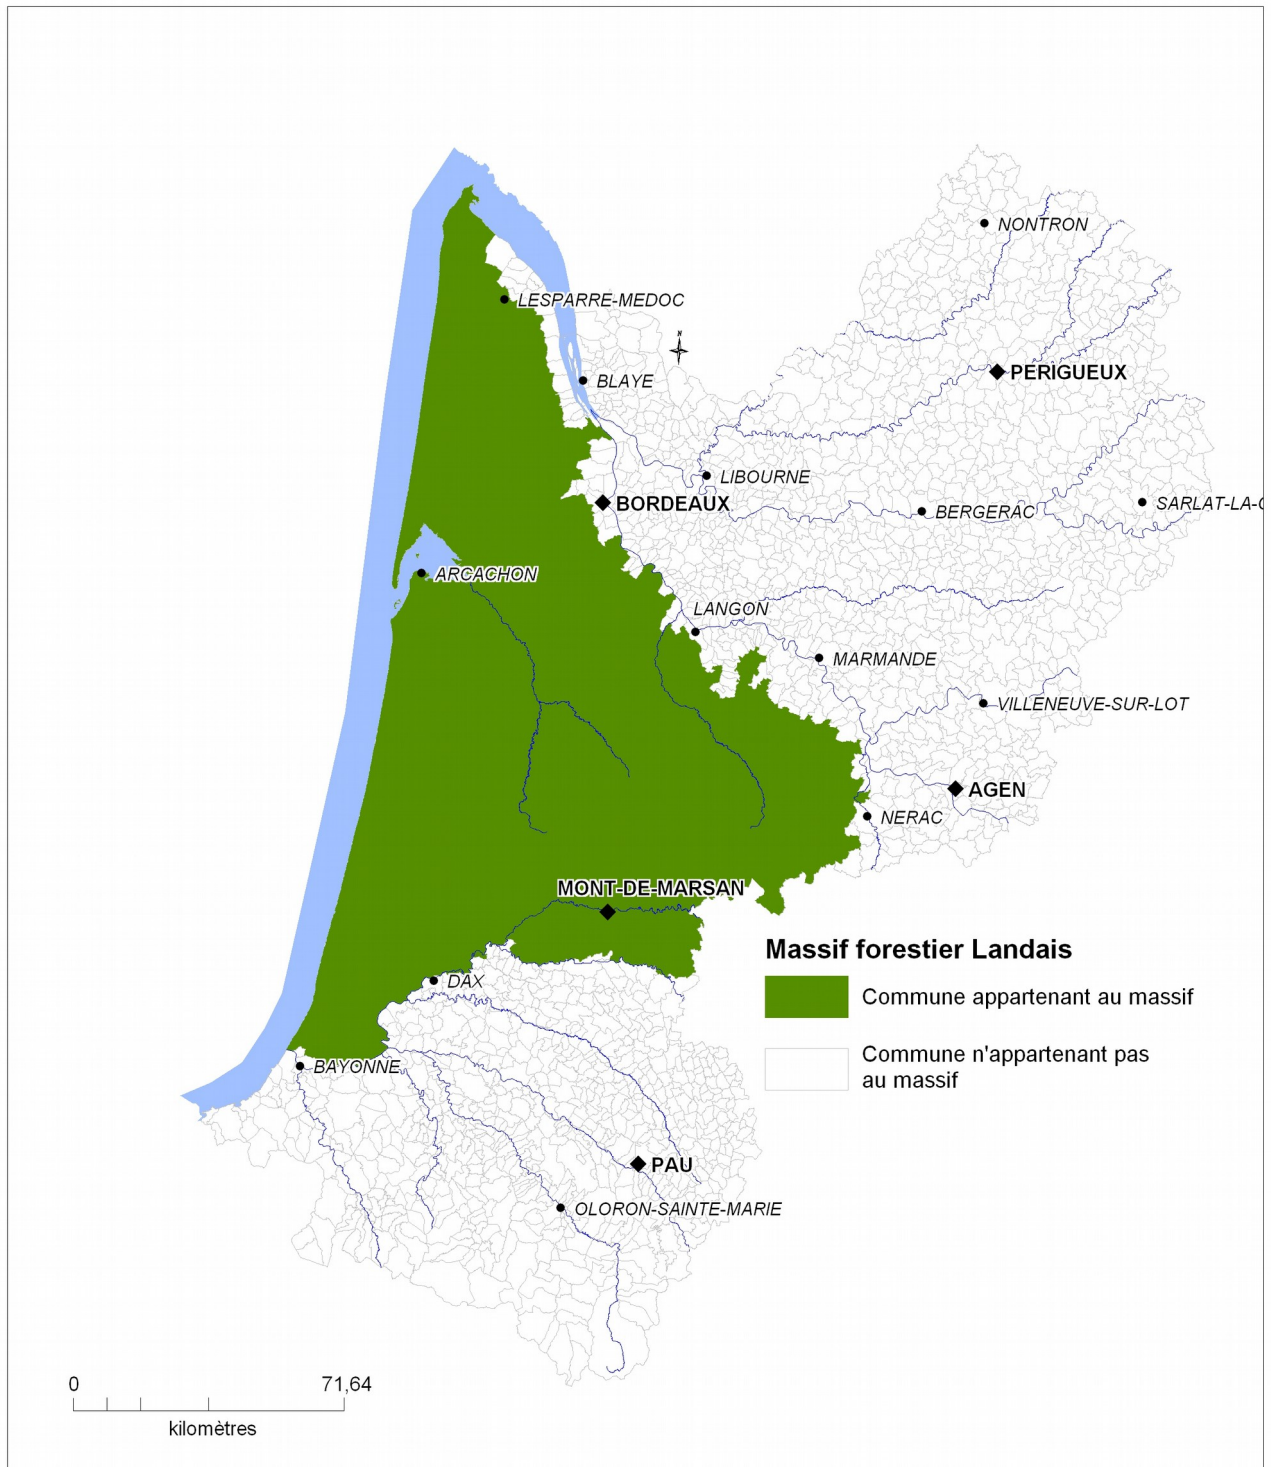 NONTRON
LESPARRE-MEDOC
N
PERIGUEUX
BLAYE
LIBOURNE
BORDEAUX
BERGERAC
SARLAT-LA-C
ARCACHON
LANGON
MARMANDE
VILLENEUVE-SUR-LOT
AGEN
NERAC
MONT-DE-MARSAN
Massif forestier Landais
DAX
Commune appartenant au massif
Commune n'appartenant pas
au massif
BAYONNE
PAU
OLORON-SAINTE-MARIE
0 71,64
kilomètres